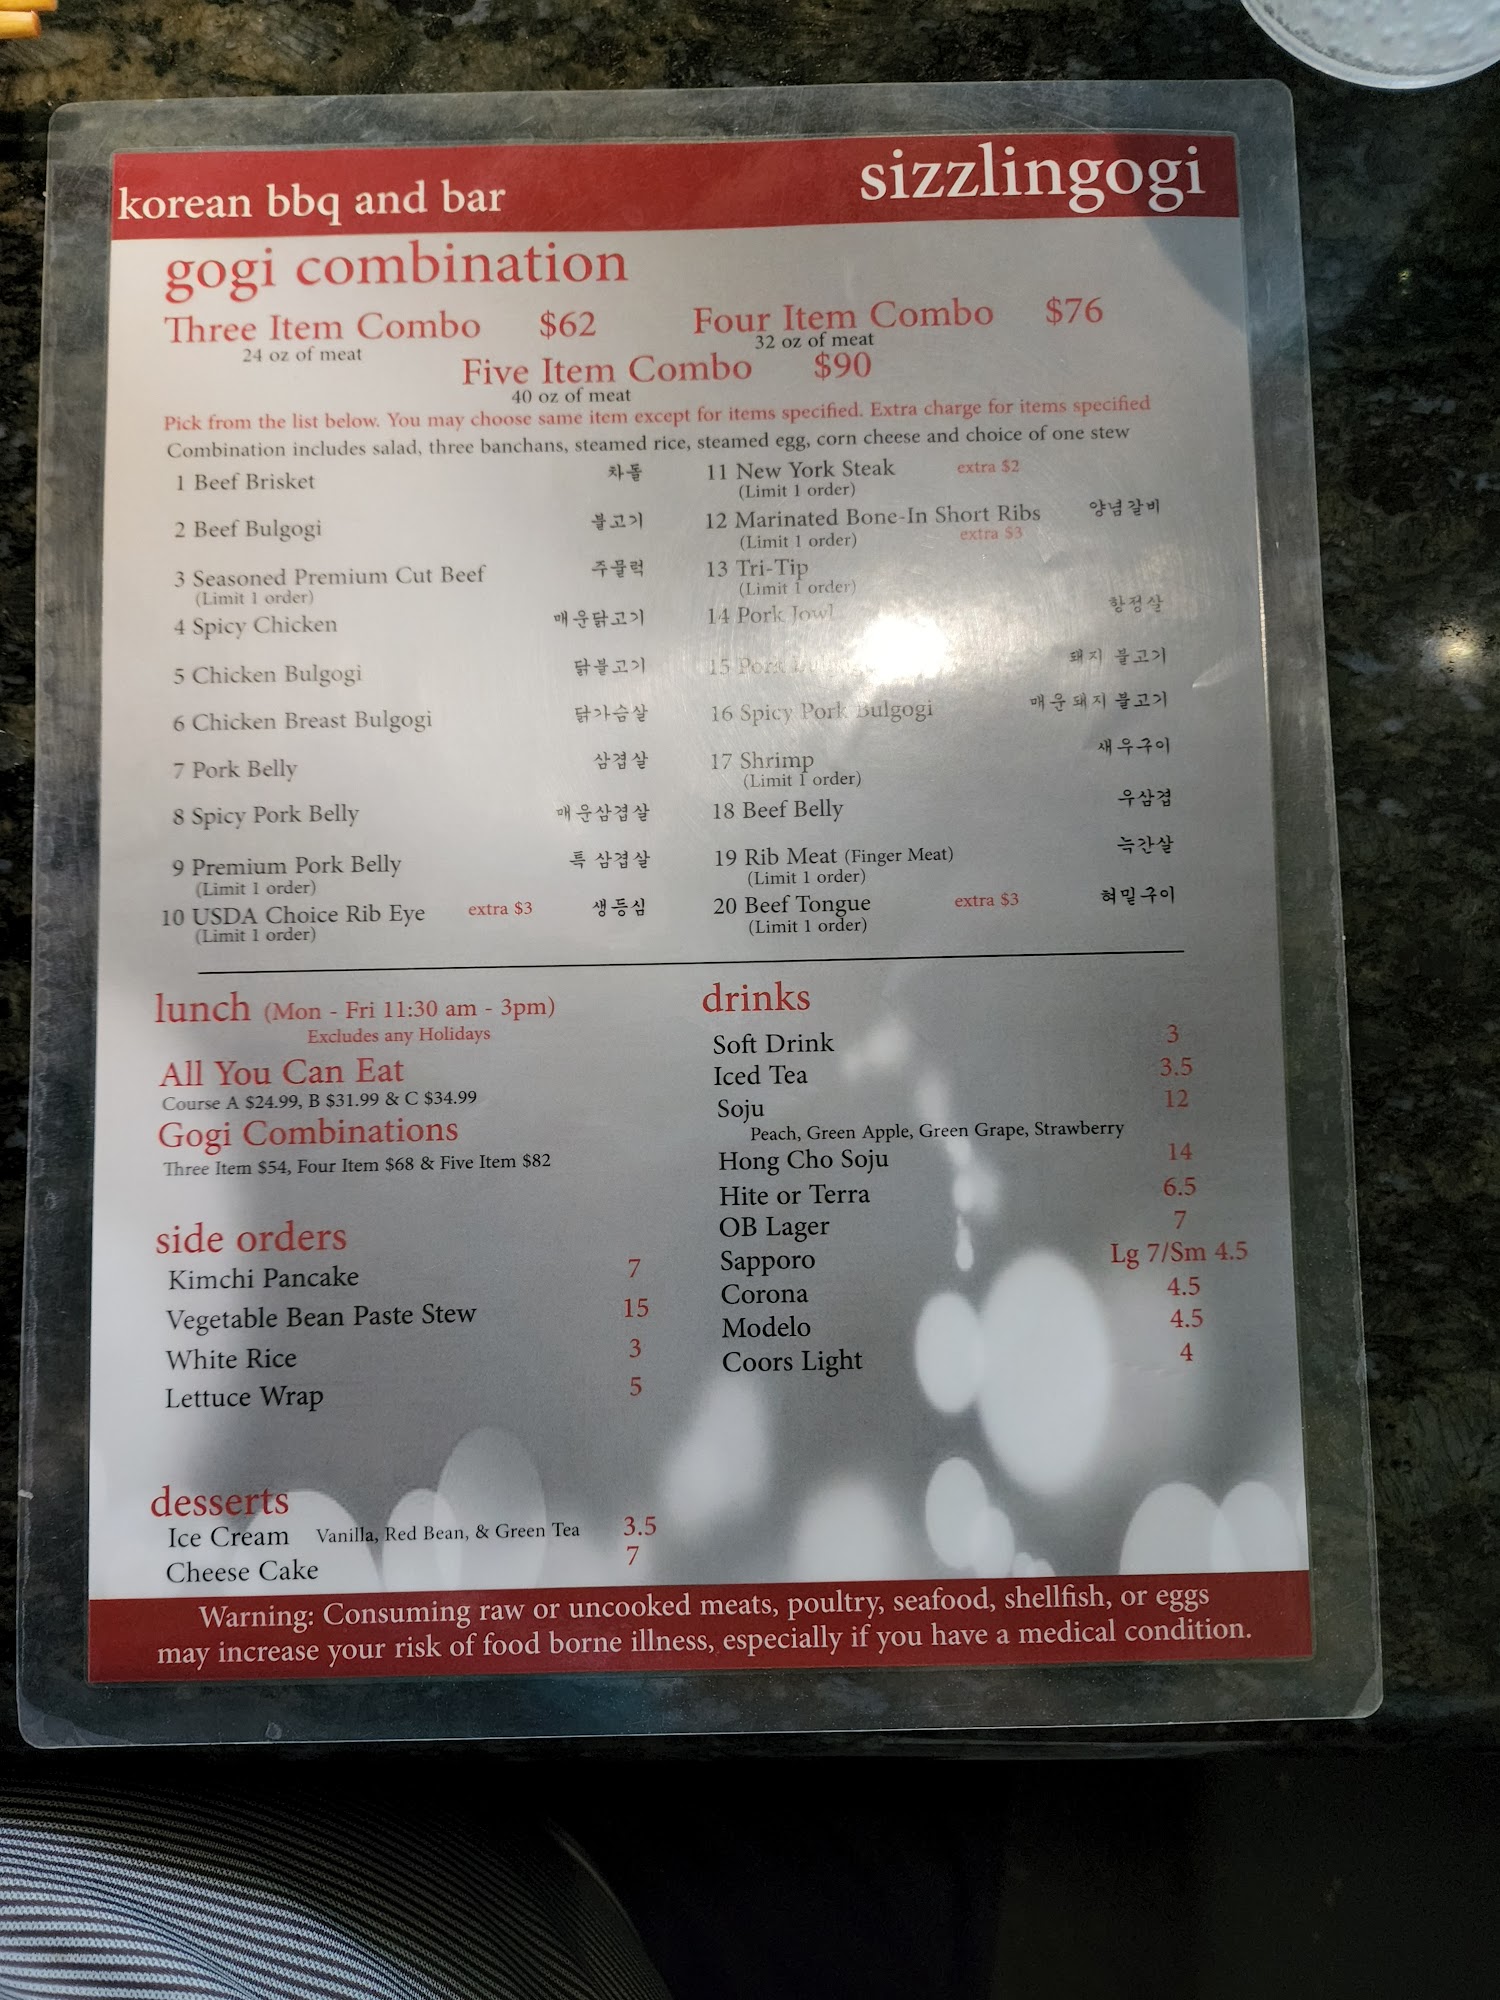 korean bbq and bar
sizzlingogi
gogi combination
Three Item Combo $62
24 oz of meat
Four Item Combo $76
32 oz of meat
Five Item Combo $90
40 oz of meat
Pick from the list below. You may choose same item except for items specified. Extra charge for items specified
Combination includes salad, three banchans, steamed rice, steamed egg, corn cheese and choice of one stew
1 Beef Brisket 차돌
2 Beef Bulgogi 불고기
3 Seasoned Premium Cut Beef 주물럭
(Limit 1 order)
4 Spicy Chicken 매운닭고기
5 Chicken Bulgogi 닭불고기
6 Chicken Breast Bulgogi 닭가슴살
7 Pork Belly 삼겹살
8 Spicy Pork Belly 매운삼겹살
9 Premium Pork Belly 특 삼겹살
(Limit 1 order)
10 USDA Choice Rib Eye extra $3 생등심
(Limit 1 order)
11 New York Steak extra $2
(Limit 1 order)
12 Marinated Bone-In Short Ribs 양념갈비
(Limit 1 order) extra $3
13 Tri-Tip
(Limit 1 order)
14 Pork Jowl 항정살
15 Pork 돼지 불고기
16 Spicy Pork Bulgogi 매운돼지 불고기
17 Shrimp 새우구이
(Limit 1 order)
18 Beef Belly 우삼겹
19 Rib Meat (Finger Meat) 늑간살
(Limit 1 order)
20 Beef Tongue extra $3 혀밀구이
(Limit 1 order)
lunch (Mon - Fri 11:30 am - 3pm)
Excludes any Holidays
All You Can Eat
Course A $24.99, B $31.99 & C $34.99
Gogi Combinations
Three Item $54, Four Item $68 & Five Item $82
side orders
Kimchi Pancake 7
Vegetable Bean Paste Stew 15
White Rice 3
Lettuce Wrap 5
desserts
Ice Cream Vanilla, Red Bean, & Green Tea 3.5
Cheese Cake 7
drinks
Soft Drink 3
Iced Tea 3.5
Soju 12
Peach, Green Apple, Green Grape, Strawberry
Hong Cho Soju 14
Hite or Terra 6.5
OB Lager 7
Sapporo Lg 7/Sm 4.5
Corona 4.5
Modelo 4.5
Coors Light 4
Warning: Consuming raw or uncooked meats, poultry, seafood, shellfish, or eggs
may increase your risk of food borne illness, especially if you have a medical condition.